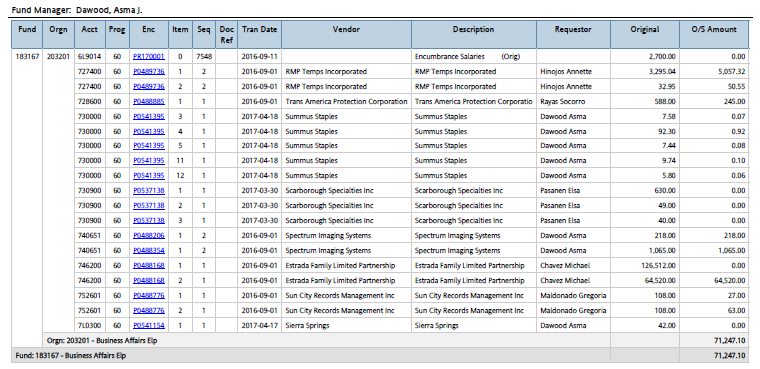 Fund Manager: Dawood, Asma J.
Fund Orgn Acct Prog Enc Item Seq Doc Ref Tran Date Vendor Description Requestor Original O/S Amount
183167 203201 6L9014 60 PR170001 0 7548 2016-09-11 Encumbrance Salaries (Orig) 2,700.00 0.00
727400 60 P0489736 1 2 2016-09-01 RMP Temps Incorporated RMP Temps Incorporated Hinojos Annette 3,295.04 5,057.32
727400 60 P0489736 2 2 2016-09-01 RMP Temps Incorporated RMP Temps Incorporated Hinojos Annette 32.95 50.55
728600 60 P0488885 1 1 2016-09-01 Trans America Protection Corporation Trans America Protection Corporatio Rayas Socorro 588.00 245.00
730000 60 P0541395 3 1 2017-04-18 Summus Staples Summus Staples Dawood Asma 7.58 0.07
730000 60 P0541395 4 1 2017-04-18 Summus Staples Summus Staples Dawood Asma 92.30 0.92
730000 60 P0541395 5 1 2017-04-18 Summus Staples Summus Staples Dawood Asma 7.44 0.08
730000 60 P0541395 11 1 2017-04-18 Summus Staples Summus Staples Dawood Asma 9.74 0.10
730000 60 P0541395 12 1 2017-04-18 Summus Staples Summus Staples Dawood Asma 5.80 0.06
730900 60 P0537138 1 1 2017-03-30 Scarborough Specialties Inc Scarborough Specialties Inc Pasanen Elsa 630.00 0.00
730900 60 P0537138 2 1 2017-03-30 Scarborough Specialties Inc Scarborough Specialties Inc Pasanen Elsa 49.00 0.00
730900 60 P0537138 3 1 2017-03-30 Scarborough Specialties Inc Scarborough Specialties Inc Pasanen Elsa 40.00 0.00
740651 60 P0488206 1 2 2016-09-01 Spectrum Imaging Systems Spectrum Imaging Systems Dawood Asma 218.00 218.00
740651 60 P0488354 1 2 2016-09-01 Spectrum Imaging Systems Spectrum Imaging Systems Dawood Asma 1,065.00 1,065.00
746200 60 P0488168 1 1 2016-09-01 Estrada Family Limited Partnership Estrada Family Limited Partnership Chavez Michael 126,512.00 0.00
746200 60 P0488168 2 1 2016-09-01 Estrada Family Limited Partnership Estrada Family Limited Partnership Chavez Michael 64,520.00 64,520.00
752601 60 P0488776 1 1 2016-09-01 Sun City Records Management Inc Sun City Records Management Inc Maldonado Gregoria 108.00 27.00
752601 60 P0488776 2 1 2016-09-01 Sun City Records Management Inc Sun City Records Management Inc Maldonado Gregoria 108.00 63.00
7L0300 60 P0541154 1 1 2017-04-17 Sierra Springs Sierra Springs Dawood Asma 42.00 0.00
Orgn: 203201 - Business Affairs Elp 71,247.10
Fund: 183167 - Business Affairs Elp 71,247.10